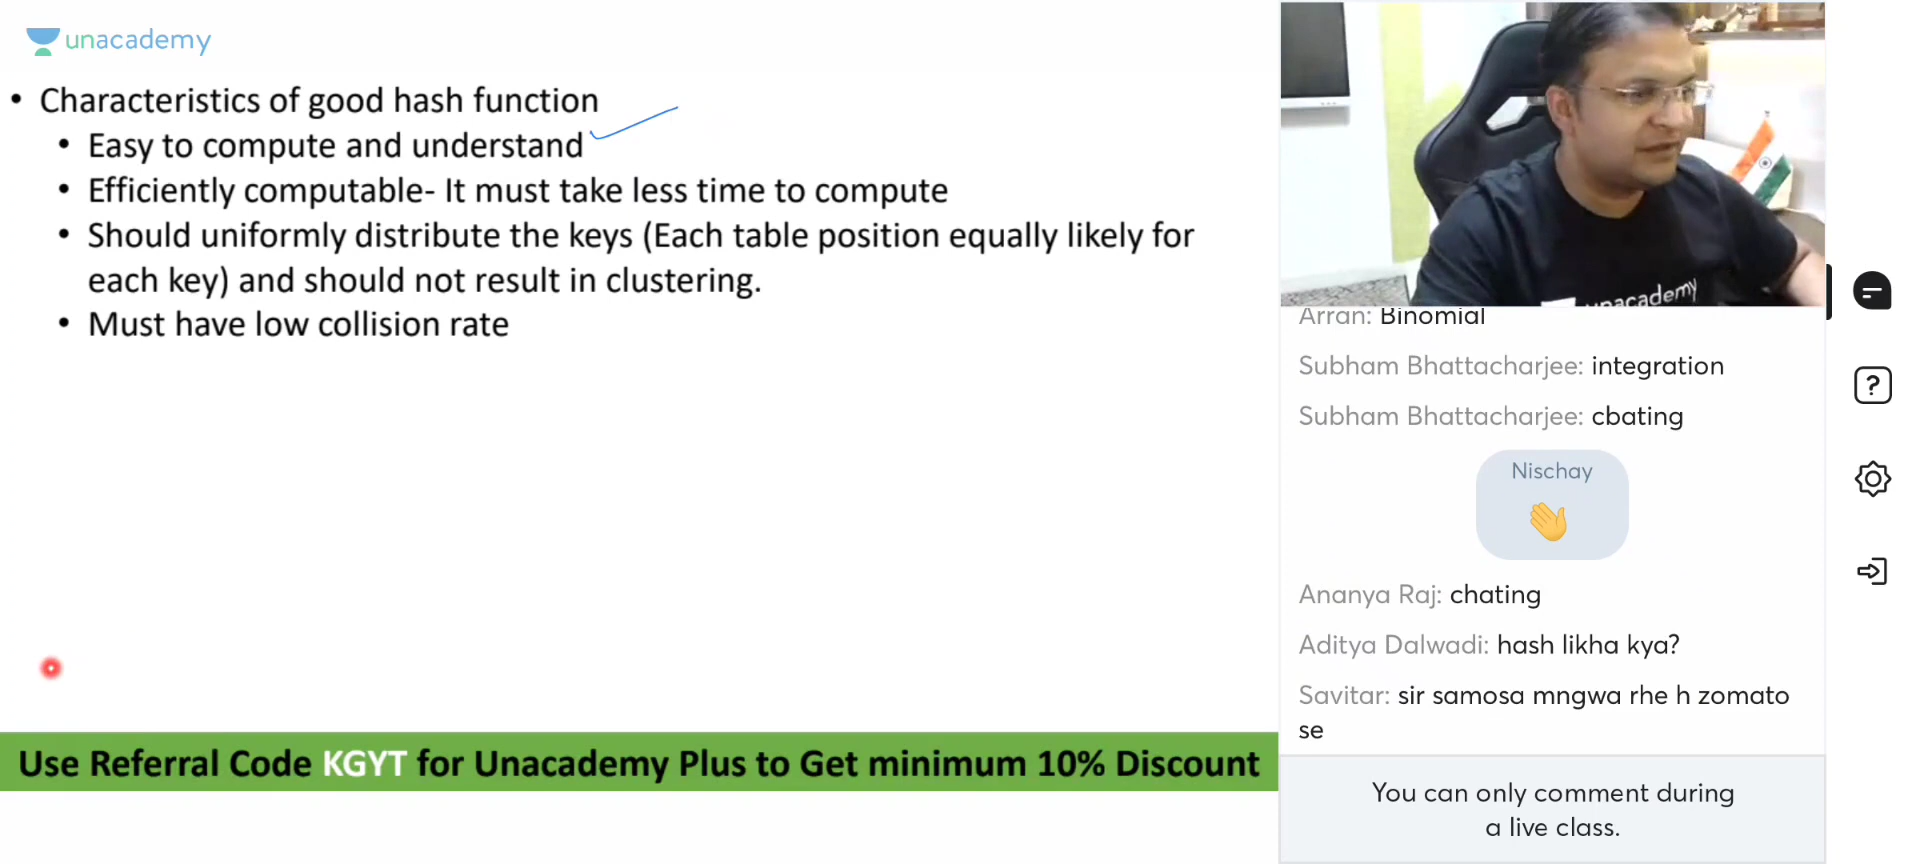 unacademy
• Characteristics of good hash function
• Easy to compute and understand
• Efficiently computable- It must take less time to compute
• Should uniformly distribute the keys (Each table position equally likely for
each key) and should not result in clustering.
• Must have low collision rate
Use Referral Code KGYT for Unacademy Plus to Get minimum 10% Discount
unacademy
Arran: Binomial
Subham Bhattacharjee: integration
Subham Bhattacharjee: cbating
Nischay
👋
Ananya Raj: chating
Aditya Dalwadi: hash likha kya?
Savitar: sir samosa mngwa rhe h zomato
se
You can only comment during
a live class.
?